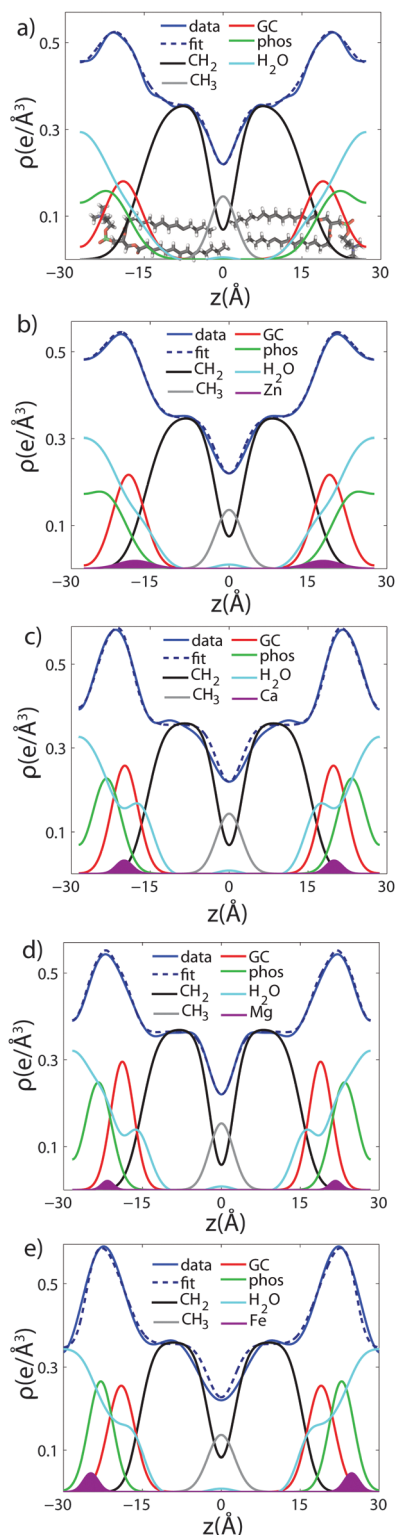 a)
data GC
fit phos
CH₂ H₂O
CH₃
ρ(e/Å³)
0.5
0.3
0.1
−30 −15 0 15 27
z(Å)
b)
data GC
fit phos
CH₂ H₂O
CH₃ Zn
ρ(e/Å³)
0.5
0.3
0.1
−30 −15 0 15 30
z(Å)
c)
data GC
fit phos
CH₂ H₂O
CH₃ Ca
ρ(e/Å³)
0.5
0.3
0.1
−30 −15 0 15 30
z(Å)
d)
data GC
fit phos
CH₂ H₂O
CH₃ Mg
ρ(e/Å³)
0.5
0.3
0.1
−30 −15 0 15 30
z(Å)
e)
data GC
fit phos
CH₂ H₂O
CH₃ Fe
ρ(e/Å³)
0.5
0.3
0.1
−30 −15 0 15 30
z(Å)